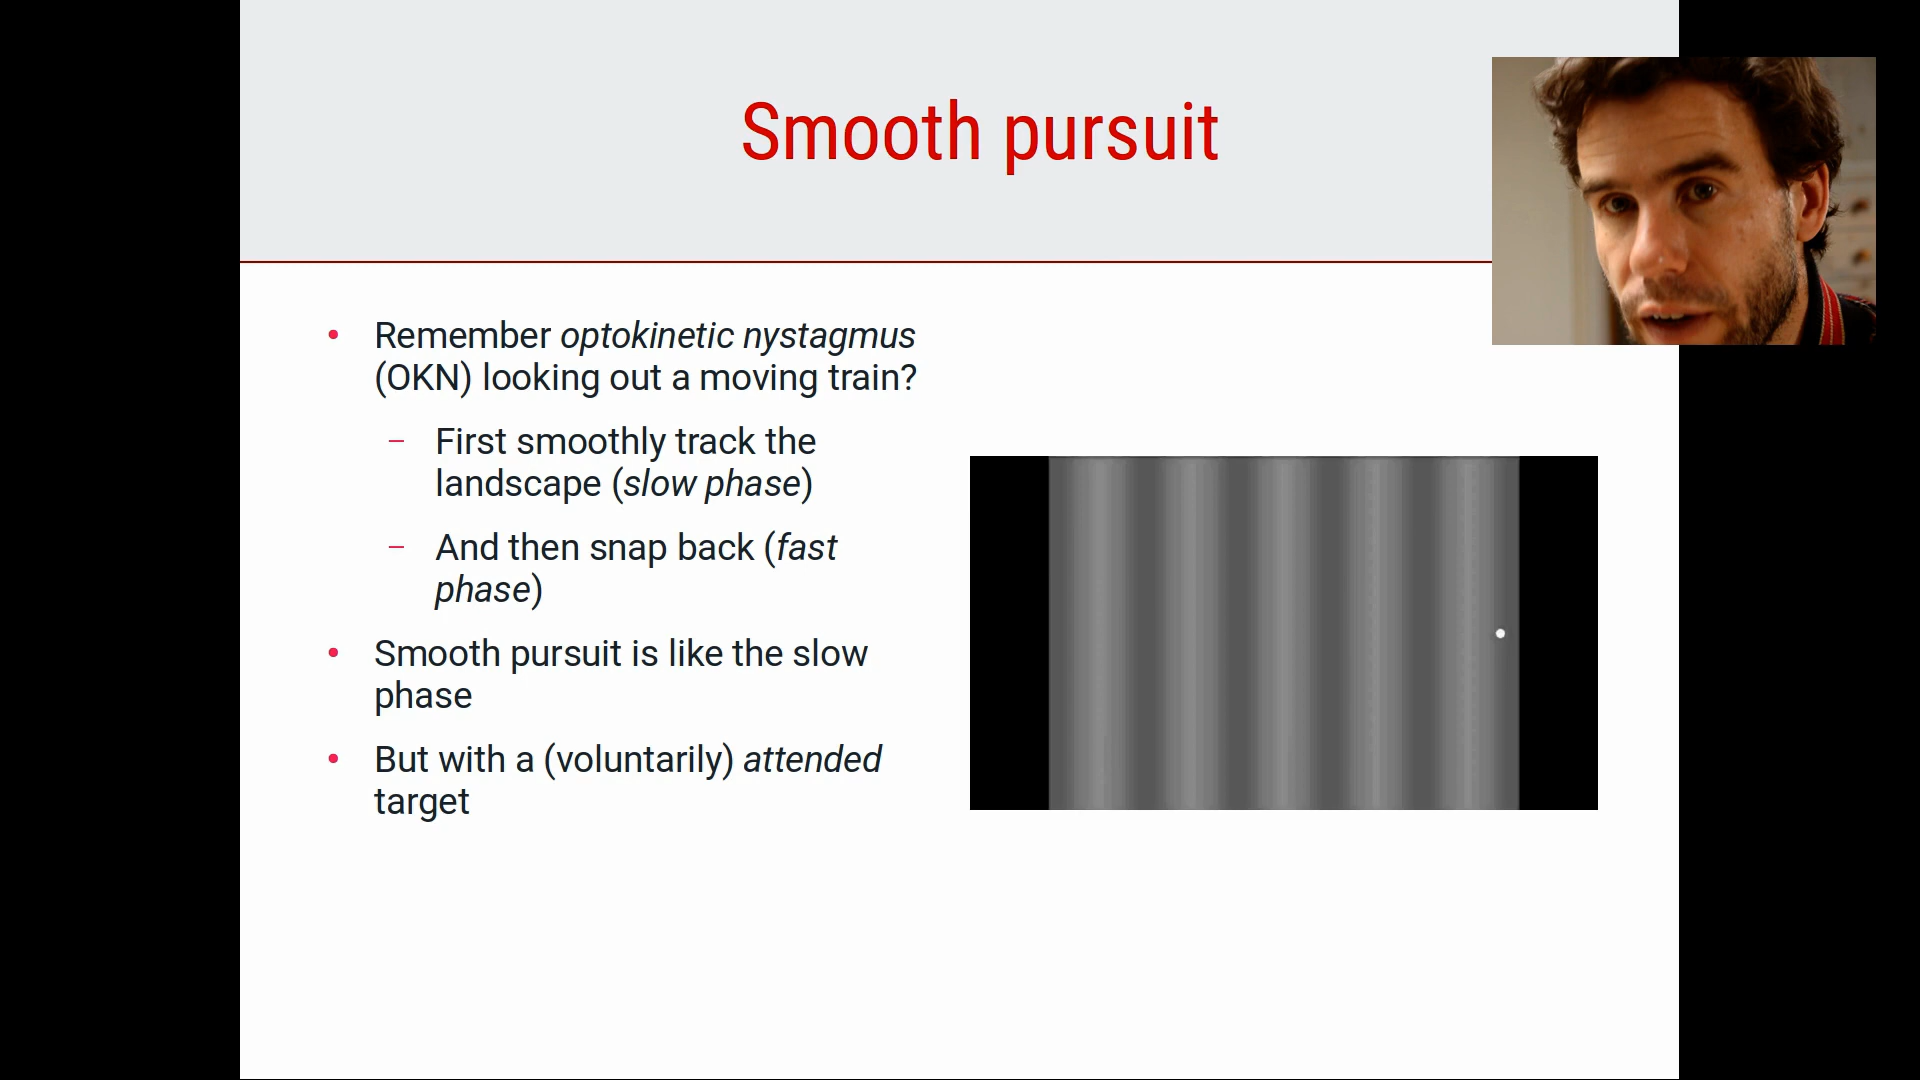 Smooth pursuit
Remember optokinetic nystagmus
(OKN) looking out a moving train?
First smoothly track the
landscape (slow phase)
And then snap back (fast
phase)
Smooth pursuit is like the slow
phase
But with a (voluntarily) attended
target